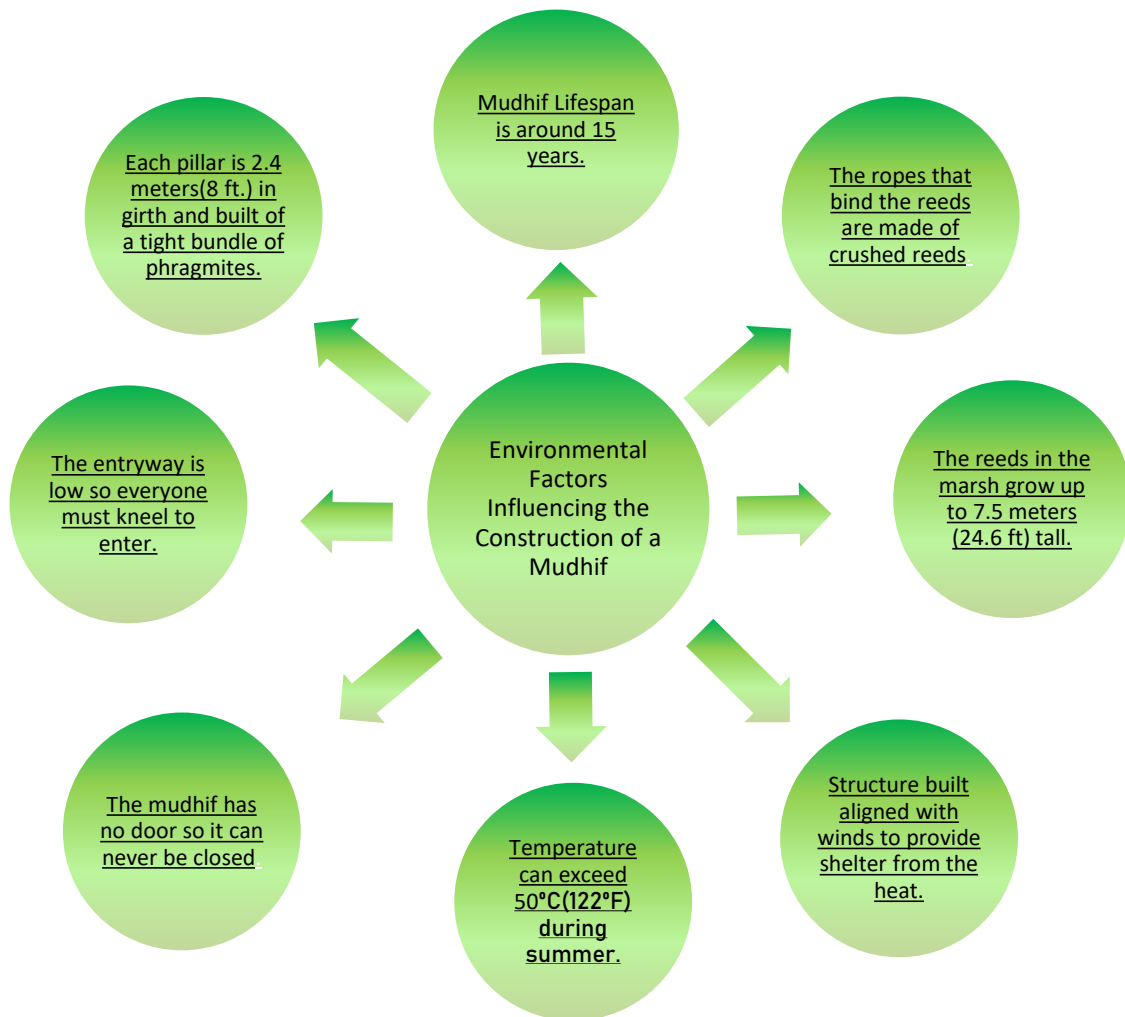 Mudhif Lifespan
is around 15
years.
The ropes that
bind the reeds
are made of
crushed reeds.
The reeds in the
marsh grow up
to 7.5 meters
(24.6 ft) tall.
Structure built
aligned with
winds to provide
shelter from the
heat.
Temperature
can exceed
50°C(122°F)
during
summer.
The mudhif has
no door so it can
never be closed.
The entryway is
low so everyone
must kneel to
enter.
Each pillar is 2.4
meters(8 ft.) in
girth and built of
a tight bundle of
phragmites.
Environmental
Factors
Influencing the
Construction of a
Mudhif